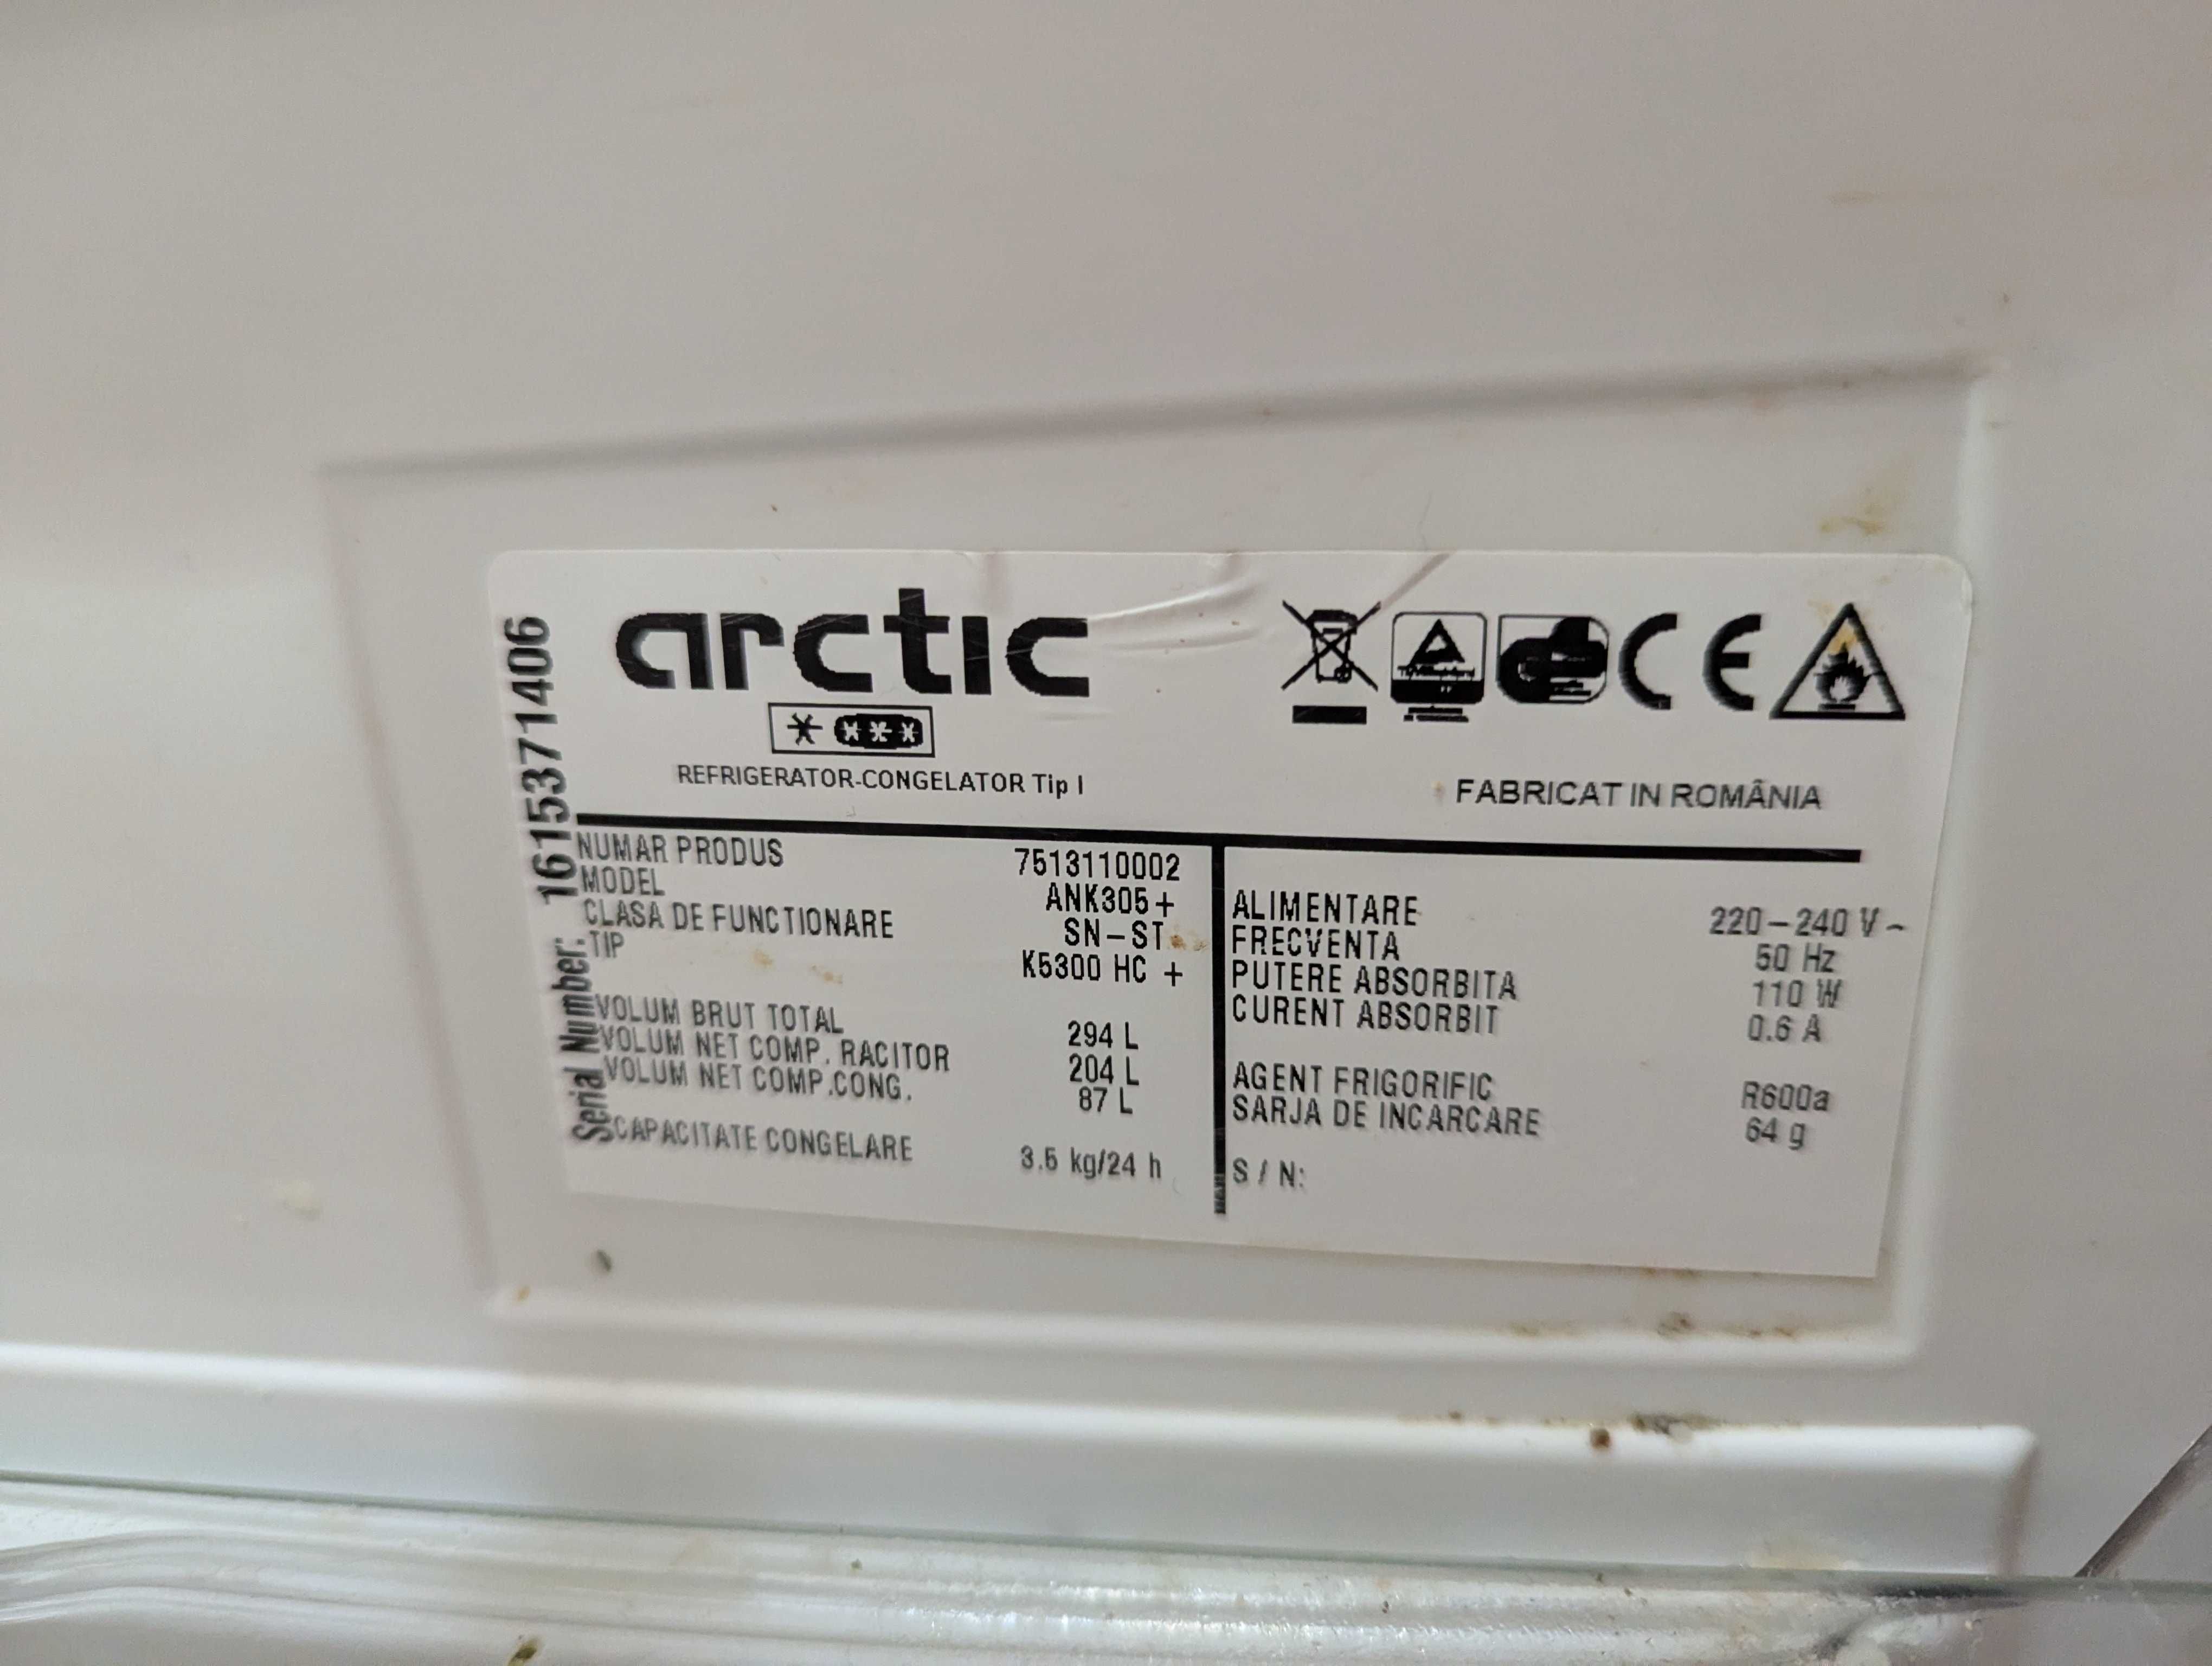 arctic
REFRIGERATOR-CONGELATOR Tip I
CE
FABRICAT IN ROMÂNIA
Serial Number: 1615371406
NUMAR PRODUS 7513110002
MODEL ANK305+
CLASA DE FUNCTIONARE SN-ST
TIP K5300 HC +
VOLUM BRUT TOTAL 294 L
VOLUM NET COMP. RACITOR 204 L
VOLUM NET COMP.CONG. 87 L
CAPACITATE CONGELARE 3.5 kg/24 h
ALIMENTARE 220-240 V ~
FRECVENTA 50 Hz
PUTERE ABSORBITA 110 W
CURENT ABSORBIT 0.6 A
AGENT FRIGORIFIC R600a
SARJA DE INCARCARE 64 g
S / N: